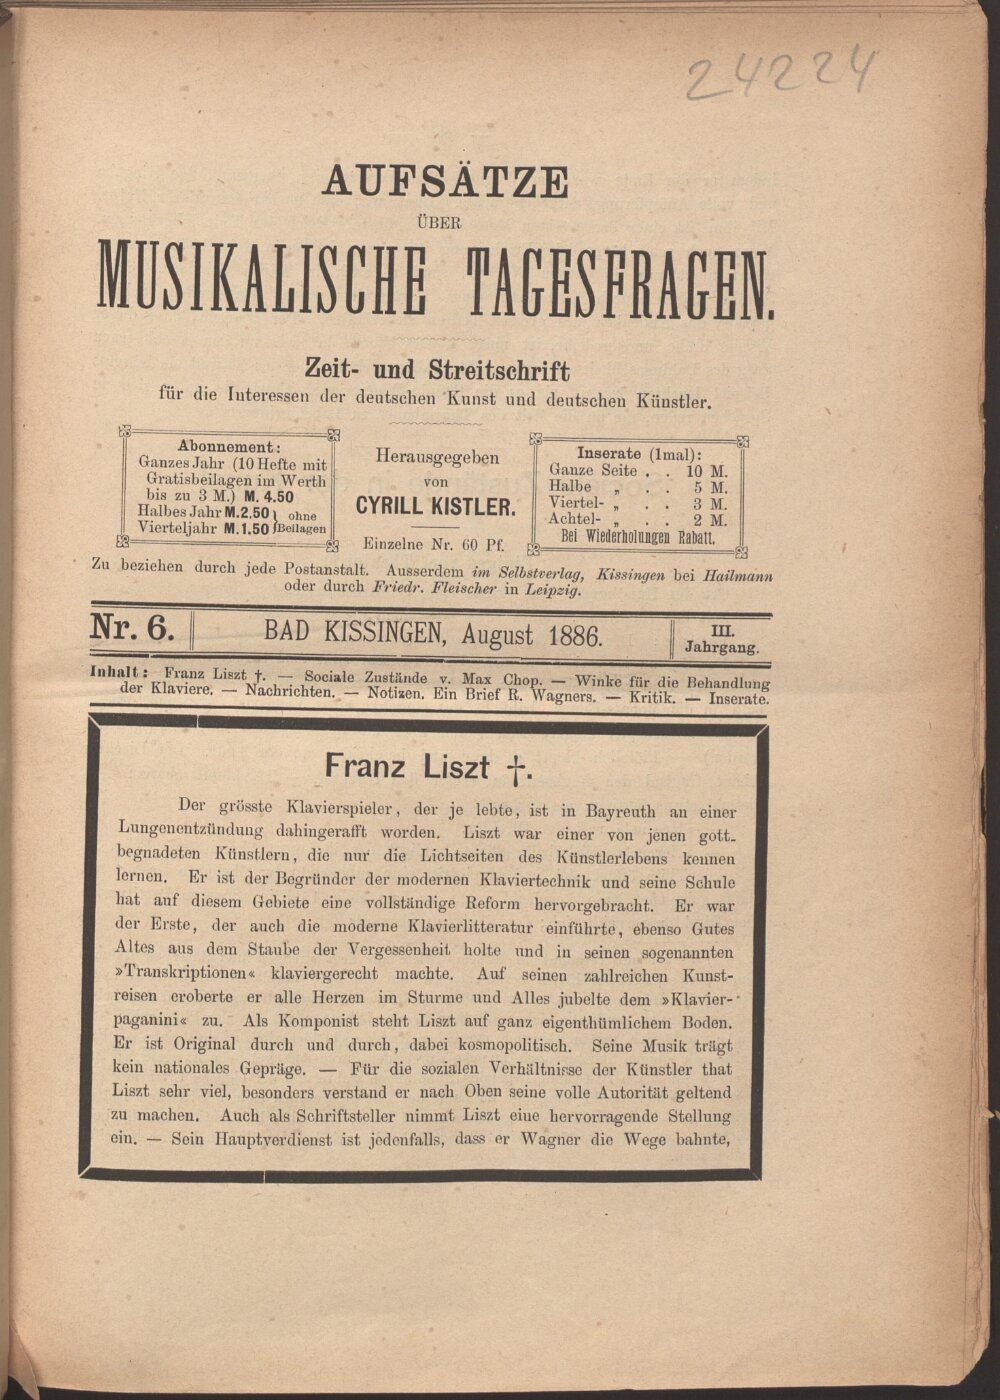 24224
AUFSÄTZE
ÜBER
MUSIKALISCHE TAGESFRAGEN.
Zeit- und Streitschrift
für die Interessen der deutschen Kunst und deutschen Künstler.
Abonnement:
Ganzes Jahr (10 Hefte mit
Gratisbeilagen im Werth
bis zu 3 M.) M. 4.50
Halbes Jahr M. 2.50 } ohne
Vierteljahr M. 1.50 } Beilagen
Herausgegeben
von
CYRILL KISTLER.
Einzelne Nr. 60 Pf.
Inserate (1mal):
Ganze Seite . . 10 M.
Halbe „ . . 5 M.
Viertel- „ . . 3 M.
Achtel- „ . . 2 M.
Bei Wiederholungen Rabatt.
Zu beziehen durch jede Postanstalt. Ausserdem im Selbstverlag, Kissingen bei Hailmann
oder durch Friedr. Fleischer in Leipzig.
Nr. 6. BAD KISSINGEN, August 1886. III. Jahrgang.
Inhalt: Franz Liszt †. — Sociale Zustände v. Max Chop. — Winke für die Behandlung
der Klaviere. — Nachrichten. — Notizen. Ein Brief R. Wagners. — Kritik. — Inserate.
Franz Liszt †.
Der grösste Klavierspieler, der je lebte, ist in Bayreuth an einer
Lungenentzündung dahingerafft worden. Liszt war einer von jenen gott-
begnadeten Künstlern, die nur die Lichtseiten des Künstlerlebens kennen
lernen. Er ist der Begründer der modernen Klaviertechnik und seine Schule
hat auf diesem Gebiete eine vollständige Reform hervorgebracht. Er war
der Erste, der auch die moderne Klavierlitteratur einführte, ebenso Gutes
Altes aus dem Staube der Vergessenheit holte und in seinen sogenannten
»Transkriptionen« klaviergerecht machte. Auf seinen zahlreichen Kunst-
reisen eroberte er alle Herzen im Sturme und Alles jubelte dem »Klavier-
paganini« zu. Als Komponist steht Liszt auf ganz eigenthümlichem Boden.
Er ist Original durch und durch, dabei kosmopolitisch. Seine Musik trägt
kein nationales Gepräge. — Für die sozialen Verhältnisse der Künstler that
Liszt sehr viel, besonders verstand er nach Oben seine volle Autorität geltend
zu machen. Auch als Schriftsteller nimmt Liszt eine hervorragende Stellung
ein. — Sein Hauptverdienst ist jedenfalls, dass er Wagner die Wege bahnte,